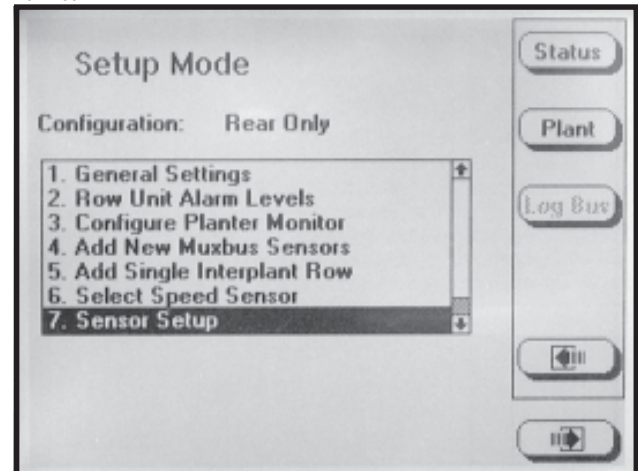 Setup Mode
Configuration: Rear Only
1. General Settings
2. Row Unit Alarm Levels
3. Configure Planter Monitor
4. Add New Muxbus Sensors
5. Add Single Interplant Row
6. Select Speed Sensor
7. Sensor Setup
Status
Plant
Log Bus